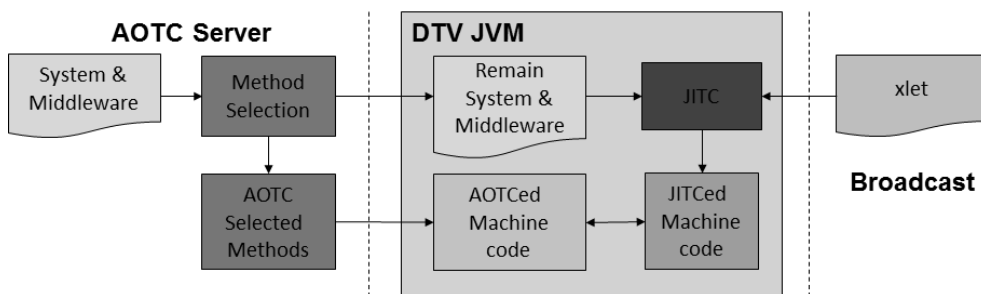 AOTC Server
DTV JVM
System &
Middleware
Method
Selection
Remain
System &
Middleware
JITC
xlet
AOTC
Selected
Methods
AOTCed
Machine
code
JITCed
Machine
code
Broadcast